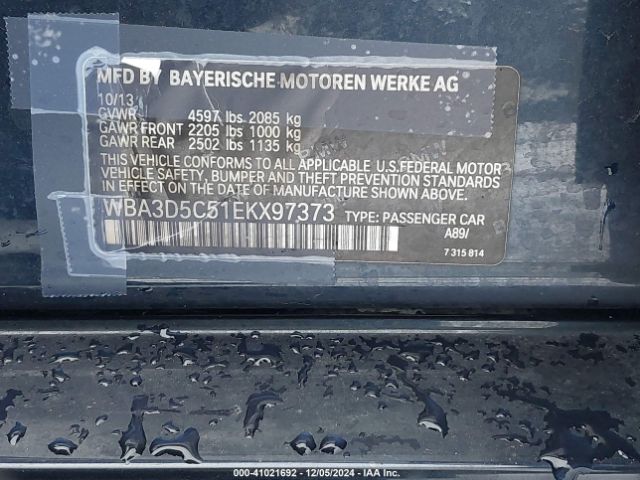 MFD BY BAYERISCHE MOTOREN WERKE AG
10/13
GVWR 4597 lbs 2085 kg
GAWR FRONT 2205 lbs 1000 kg
GAWR REAR 2502 lbs 1135 kg
THIS VEHICLE CONFORMS TO ALL APPLICABLE U.S.FEDERAL MOTOR
VEHICLE SAFETY, BUMPER AND THEFT PREVENTION STANDARDS
IN EFFECT ON THE DATE OF MANUFACTURE SHOWN ABOVE.
WBA3D5C51EKX97373 TYPE: PASSENGER CAR
A89/
7 315 814
000-41021692 - 12/05/2024 - IAA Inc.